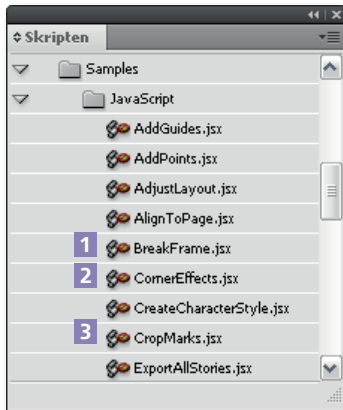 Skripten
Samples
JavaScript
AddGuides.jsx
AddPoints.jsx
AdjustLayout.jsx
AlignToPage.jsx
1 BreakFrame.jsx
2 CornerEffects.jsx
CreateCharacterStyle.jsx
3 CropMarks.jsx
ExportAllStories.jsx